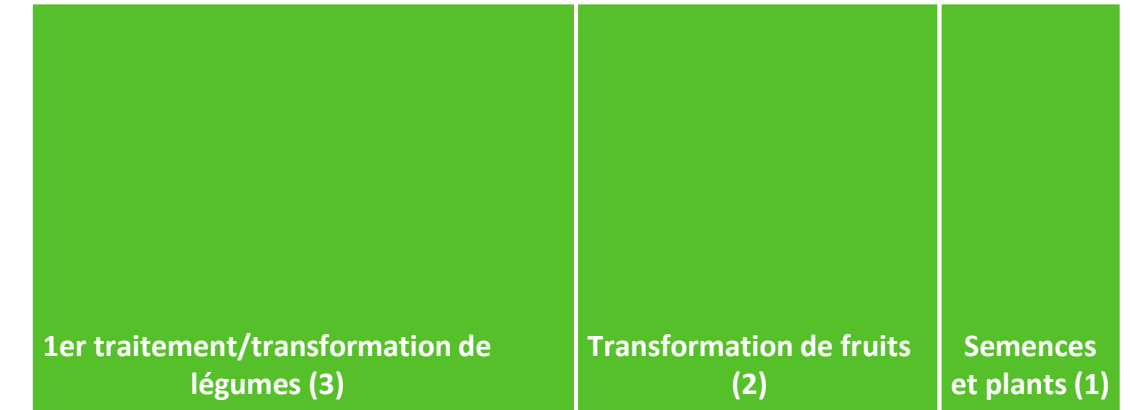 1er traitement/transformation de
légumes (3)
Transformation de fruits
(2)
Semences
et plants (1)